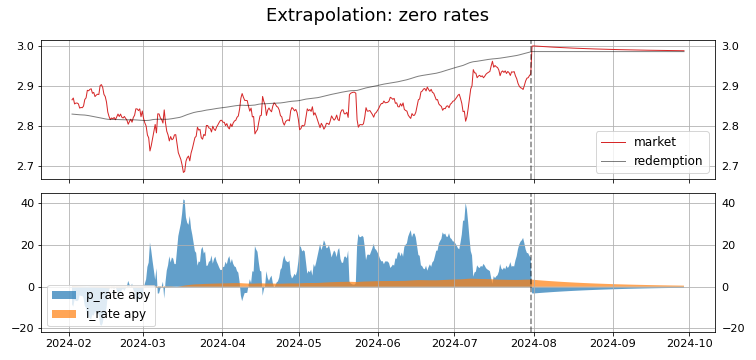 Extrapolation: zero rates
3.0 3.0
2.9 2.9
2.8 2.8
2.7 2.7
market
redemption
40 40
20 20
0 0
−20 −20
p_rate apy
i_rate apy
2024-02 2024-03 2024-04 2024-05 2024-06 2024-07 2024-08 2024-09 2024-10